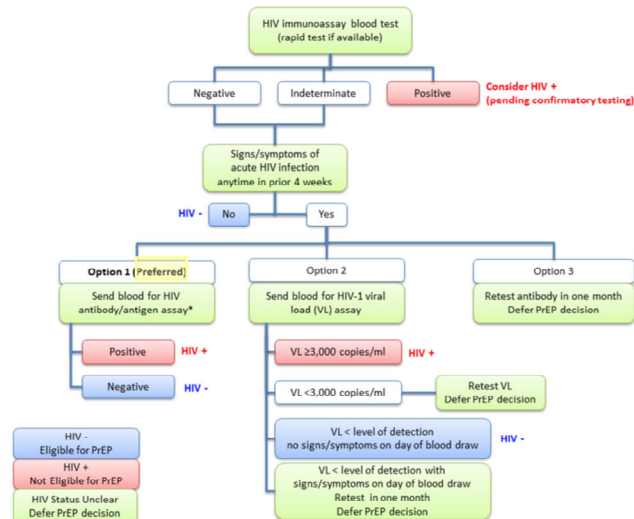 HIV immunoassay blood test
(rapid test if available)
Negative
Indeterminate
Positive
Consider HIV +
(pending confirmatory testing)
Signs/symptoms of
acute HIV infection
anytime in prior 4 weeks
HIV -
No
Yes
Option 1 (Preferred)
Option 2
Option 3
Send blood for HIV
antibody/antigen assay*
Send blood for HIV-1 viral
load (VL) assay
Retest antibody in one month
Defer PrEP decision
Positive
HIV +
Negative
HIV -
VL ≥3,000 copies/ml
HIV +
VL <3,000 copies/ml
Retest VL
Defer PrEP decision
VL < level of detection
no signs/symptoms on day of blood draw
HIV -
VL < level of detection with
signs/symptoms on day of blood draw
Retest in one month
Defer PrEP decision
HIV -
Eligible for PrEP
HIV +
Not Eligible for PrEP
HIV Status Unclear
Defer PrEP decision